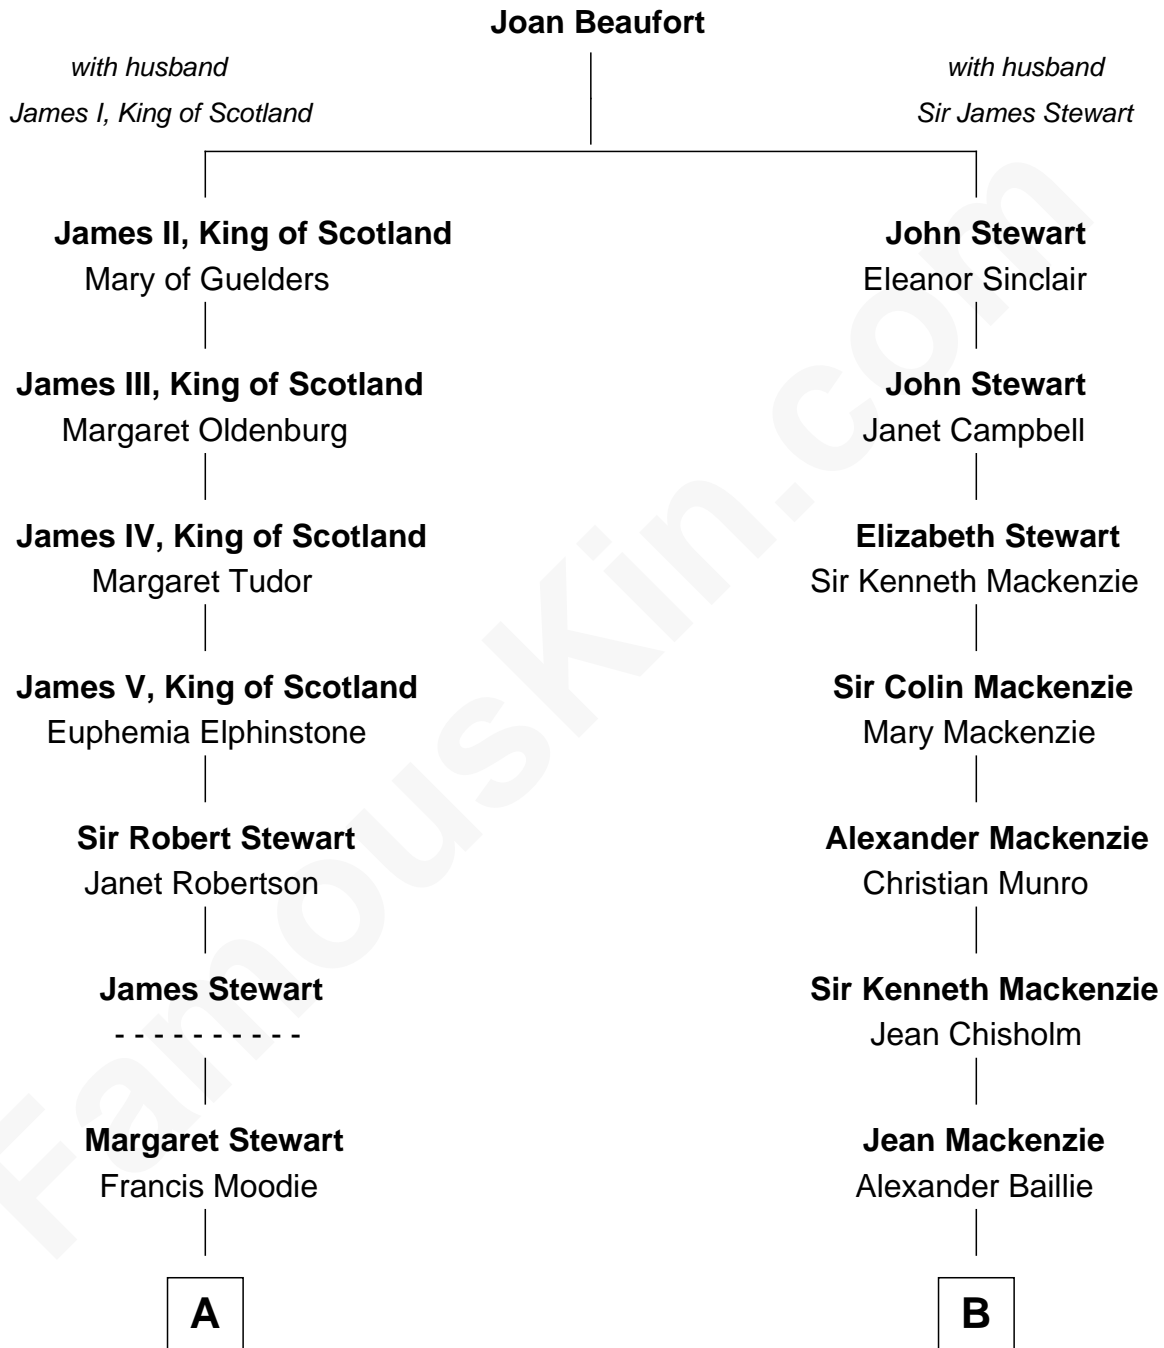 Joan Beaufort
with husband
James I, King of Scotland
with husband
Sir James Stewart
James II, King of Scotland
Mary of Guelders
John Stewart
Eleanor Sinclair
James III, King of Scotland
Margaret Oldenburg
John Stewart
Janet Campbell
James IV, King of Scotland
Margaret Tudor
Elizabeth Stewart
Sir Kenneth Mackenzie
James V, King of Scotland
Euphemia Elphinstone
Sir Colin Mackenzie
Mary Mackenzie
Sir Robert Stewart
Janet Robertson
Alexander Mackenzie
Christian Munro
James Stewart
- - - - - - - - - -
Sir Kenneth Mackenzie
Jean Chisholm
Margaret Stewart
Francis Moodie
Jean Mackenzie
Alexander Baillie
A
B
FamousKin.com